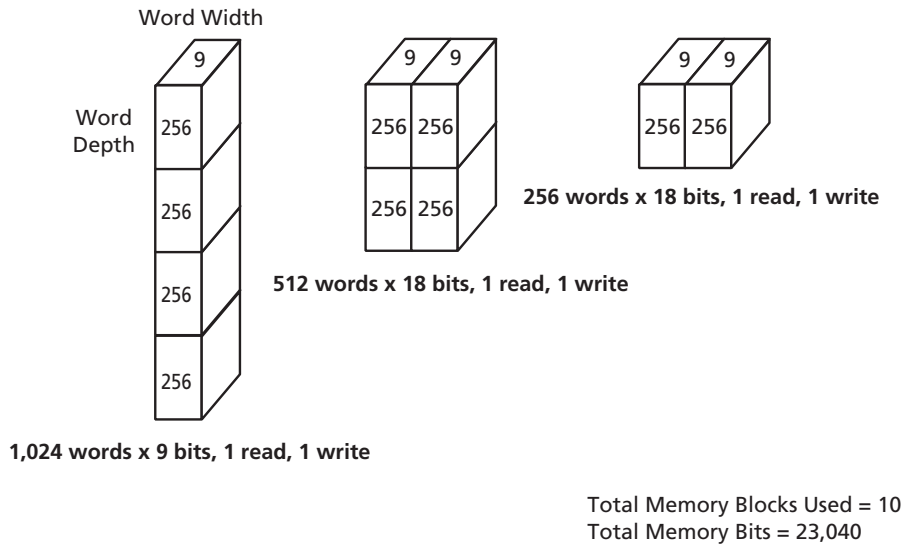 Word Width
9
Word
Depth
256
256
256
256
1,024 words x 9 bits, 1 read, 1 write
9 9
256 256
256 256
512 words x 18 bits, 1 read, 1 write
9 9
256 256
256 words x 18 bits, 1 read, 1 write
Total Memory Blocks Used = 10
Total Memory Bits = 23,040